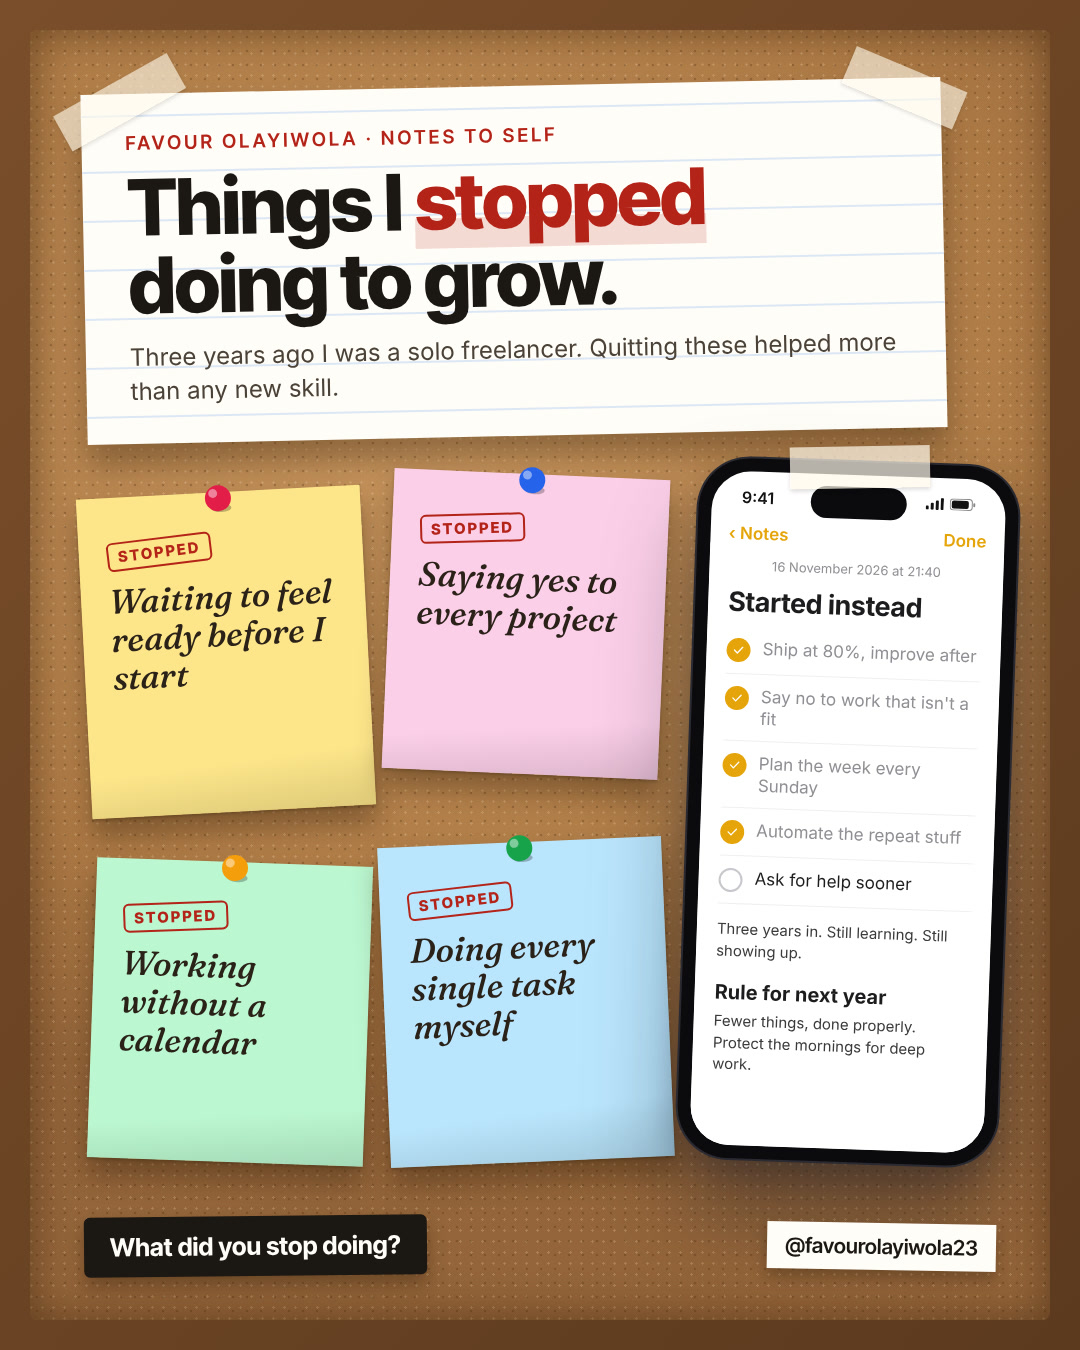 FAVOUR OLAYIWOLA · NOTES TO SELF
Things I stopped
doing to grow.
Three years ago I was a solo freelancer. Quitting these helped more
than any new skill.
STOPPED
Waiting to feel
ready before I
start
STOPPED
Saying yes to
every project
STOPPED
Working
without a
calendar
STOPPED
Doing every
single task
myself
9:41
‹ Notes
Done
16 November 2026 at 21:40
Started instead
Ship at 80%, improve after
Say no to work that isn't a
fit
Plan the week every
Sunday
Automate the repeat stuff
Ask for help sooner
Three years in. Still learning. Still
showing up.
Rule for next year
Fewer things, done properly.
Protect the mornings for deep
work.
What did you stop doing?
@favourolayiwola23